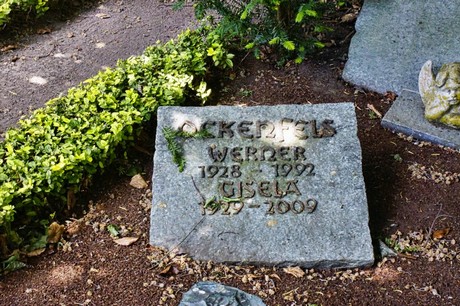 OCKENFELS
WERNER
1928 - 1992
GISELA
1929 - 2009